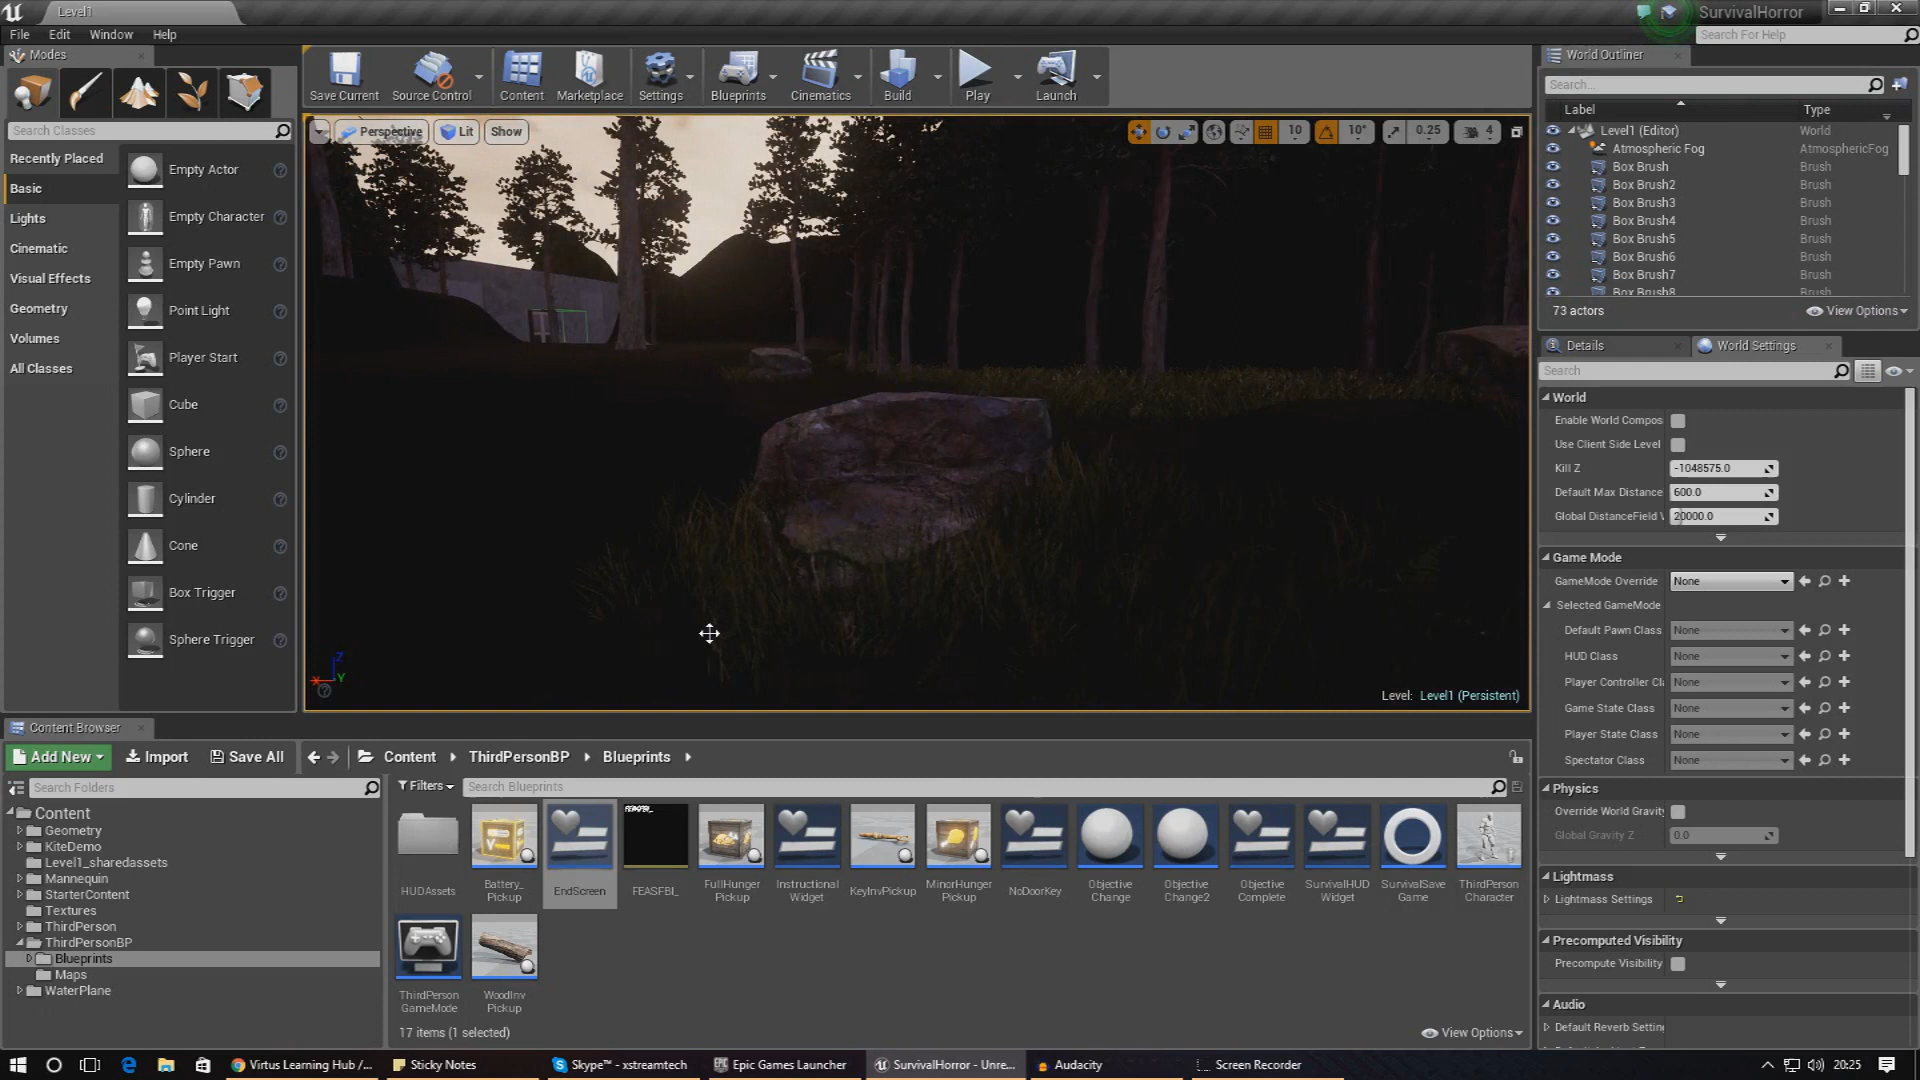 Level1
SurvivalHorror
File Edit Window Help
Search For Help
Modes
Save Current
Source Control
Content
Marketplace
Settings
Blueprints
Cinematics
Build
Play
Launch
World Outliner
Search...
Label Type
Search Classes
Recently Placed
Basic
Lights
Cinematic
Visual Effects
Geometry
Volumes
All Classes
Empty Actor
Empty Character
Empty Pawn
Point Light
Player Start
Cube
Sphere
Cylinder
Cone
Box Trigger
Sphere Trigger
Perspective Lit Show
10 10° 0.25 4
Z
X Y
Level: Level1 (Persistent)
Level1 (Editor) World
Atmospheric Fog AtmosphericFog
Box Brush Brush
Box Brush2 Brush
Box Brush3 Brush
Box Brush4 Brush
Box Brush5 Brush
Box Brush6 Brush
Box Brush7 Brush
Box Brush8 Brush
73 actors View Options
Details World Settings
Search
World
Enable World Compos
Use Client Side Level
Kill Z -1048575.0
Default Max Distance 600.0
Global DistanceField V 20000.0
Game Mode
GameMode Override None
Selected GameMode
Default Pawn Class None
HUD Class None
Player Controller Cl None
Game State Class None
Player State Class None
Spectator Class None
Physics
Override World Gravity
Global Gravity Z 0.0
Lightmass
Lightmass Settings
Precomputed Visibility
Precompute Visibility
Audio
Default Reverb Settin
Content Browser
Add New Import Save All Content ThirdPersonBP Blueprints
Search Folders
Filters Search Blueprints
Content
Geometry
KiteDemo
Level1_sharedassets
Mannequin
StarterContent
Textures
ThirdPerson
ThirdPersonBP
Blueprints
Maps
WaterPlane
HUDAssets
Battery_
Pickup
EndScreen
FEASFBI_
FullHunger
Pickup
Instructional
Widget
KeyInvPickup
MinorHunger
Pickup
NoDoorKey
Objective
Change
Objective
Change2
Objective
Complete
SurvivalHUD
Widget
SurvivalSave
Game
ThirdPerson
Character
ThirdPerson
GameMode
WoodInv
Pickup
17 items (1 selected) View Options
Virtus Learning Hub /...
Sticky Notes
Skype™ - xstreamtech
Epic Games Launcher
SurvivalHorror - Unre...
Audacity
Screen Recorder
20:25